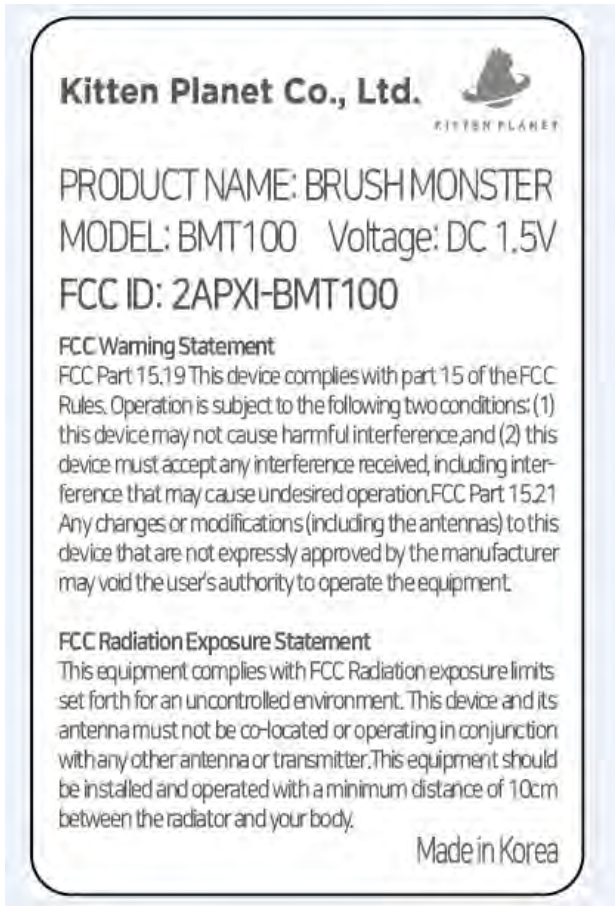 Kitten Planet Co., Ltd.
KITTEN PLANET
PRODUCT NAME: BRUSH MONSTER
MODEL: BMT100 Voltage: DC 1.5V
FCC ID: 2APXI-BMT100
FCC Warning Statement
FCC Part 15.19 This device complies with part 15 of the FCC
Rules. Operation is subject to the following two conditions: (1)
this device may not cause harmful interference,and (2) this
device must accept any interference received, including inter-
ference that may cause undesired operation.FCC Part 15.21
Any changes or modifications (including the antennas) to this
device that are not expressly approved by the manufacturer
may void the user's authority to operate the equipment.
FCC Radiation Exposure Statement
This equipment complies with FCC Radiation exposure limits
set forth for an uncontrolled environment. This device and its
antenna must not be co-located or operating in conjunction
with any other antenna or transmitter.This equipment should
be installed and operated with a minimum distance of 10cm
between the radiator and your body.
Made in Korea